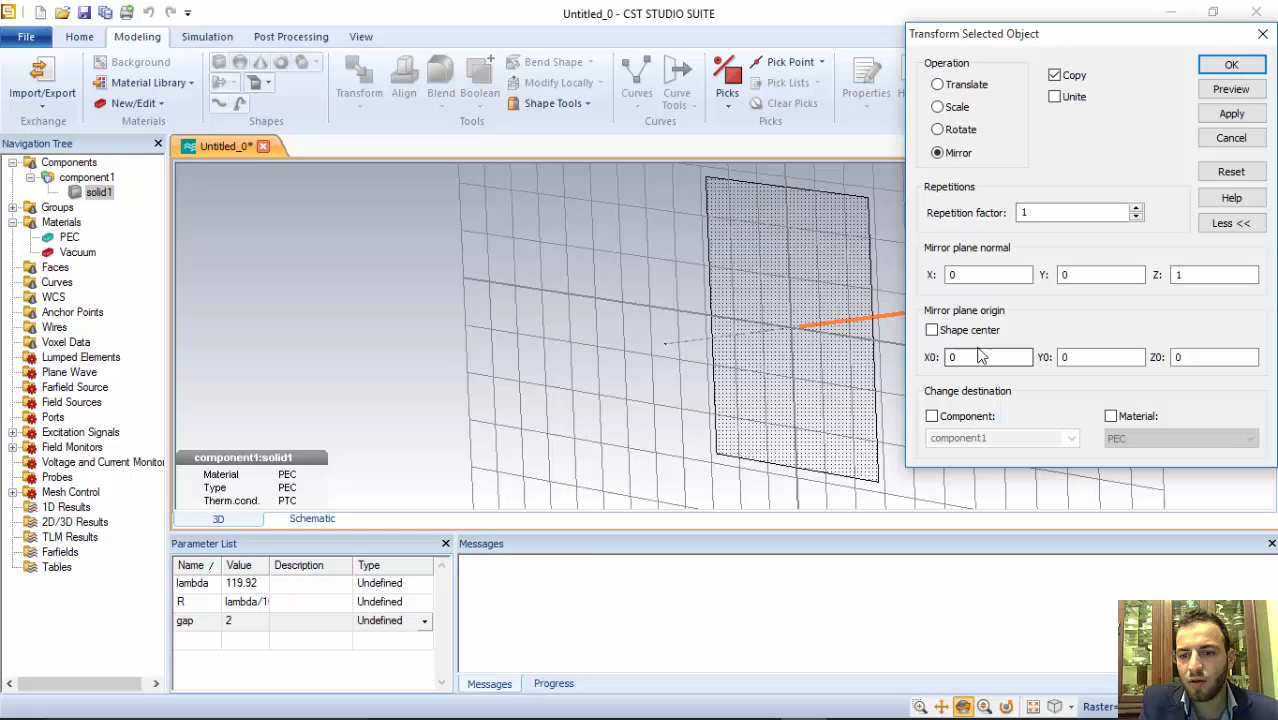 Untitled_0 - CST STUDIO SUITE
File Home Modeling Simulation Post Processing View
Import/Export
Exchange
Background
Material Library
New/Edit
Materials
Shapes
Transform
Align
Blend
Boolean
Bend Shape
Modify Locally
Shape Tools
Tools
Curves
Curve Tools
Curves
Picks
Pick Point
Pick Lists
Clear Picks
Picks
Properties
Navigation Tree
Components
component1
solid1
Groups
Materials
PEC
Vacuum
Faces
Curves
WCS
Anchor Points
Wires
Voxel Data
Lumped Elements
Plane Wave
Farfield Source
Field Sources
Ports
Excitation Signals
Field Monitors
Voltage and Current Monitor
Probes
Mesh Control
1D Results
2D/3D Results
TLM Results
Farfields
Tables
Untitled_0*
component1:solid1
Material PEC
Type PEC
Therm.cond. PTC
3D Schematic
Parameter List
Name / Value Description Type
lambda 119.92 Undefined
R lambda/1 Undefined
gap 2 Undefined
Messages
Messages Progress
Raster=
Transform Selected Object
Operation
Translate
Scale
Rotate
Mirror
Copy
Unite
OK
Preview
Apply
Cancel
Reset
Help
Less <<
Repetitions
Repetition factor: 1
Mirror plane normal
X: 0 Y: 0 Z: 1
Mirror plane origin
Shape center
X0: 0 Y0: 0 Z0: 0
Change destination
Component: Material:
component1 PEC